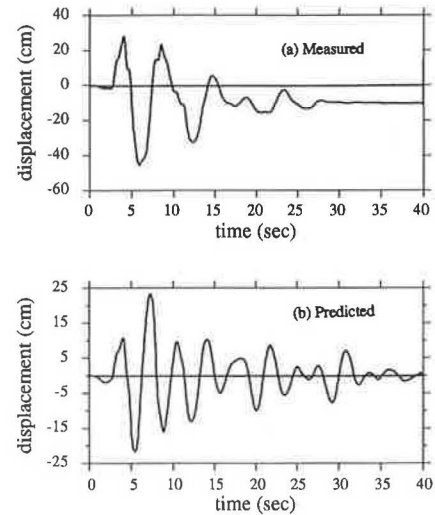 40
20
0
-20
-40
-60
displacement (cm)
(a) Measured
0 5 10 15 20 25 30 35 40
time (sec)
25
15
5
-5
-15
-25
displacement (cm)
(b) Predicted
0 5 10 15 20 25 30 35 40
time (sec)